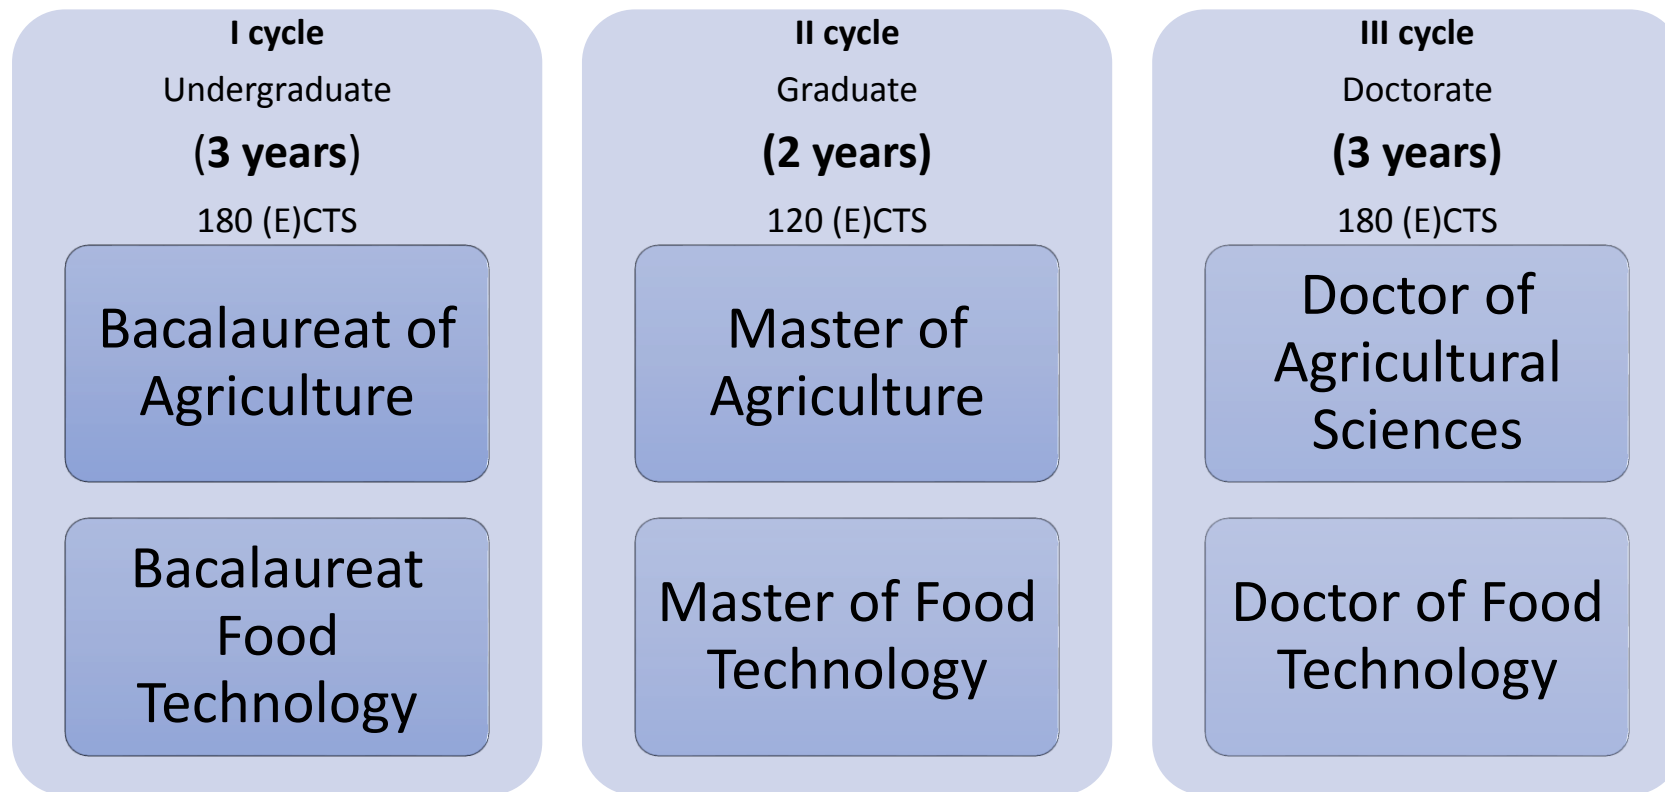 I cycle
Undergraduate
(3 years)
180 (E)CTS
Bacalaureat of
Agriculture
Bacalaureat
Food
Technology
II cycle
Graduate
(2 years)
120 (E)CTS
Master of
Agriculture
Master of Food
Technology
III cycle
Doctorate
(3 years)
180 (E)CTS
Doctor of
Agricultural
Sciences
Doctor of Food
Technology